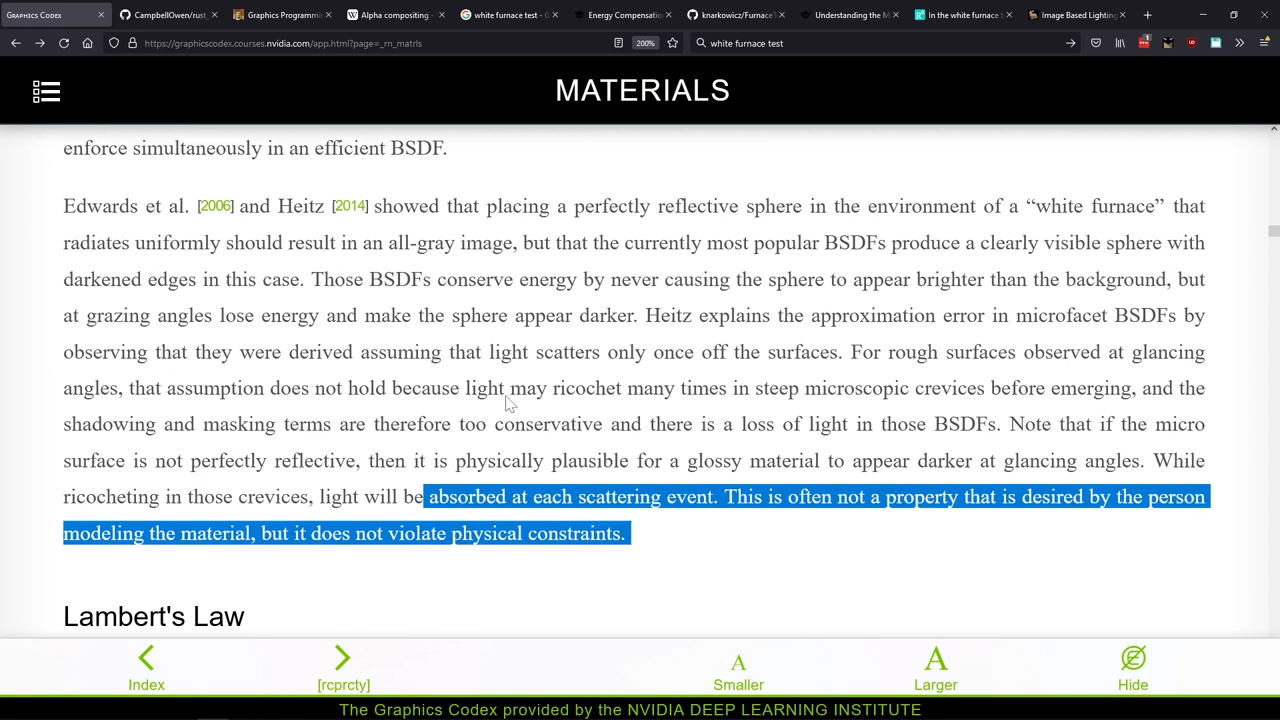 Graphics Codex
CampbellOwen/rust_
Graphics Programmin
Alpha compositing -
white furnace test - G
Energy Compensatio
knarkowicz/FurnaceT
Understanding the M
In the white furnace t
Image Based Lighting
https://graphicscodex.courses.nvidia.com/app.html?page=_rn_matrls
200%
white furnace test
MATERIALS
enforce simultaneously in an efficient BSDF.
Edwards et al. [2006] and Heitz [2014] showed that placing a perfectly reflective sphere in the environment of a “white furnace” that
radiates uniformly should result in an all-gray image, but that the currently most popular BSDFs produce a clearly visible sphere with
darkened edges in this case. Those BSDFs conserve energy by never causing the sphere to appear brighter than the background, but
at grazing angles lose energy and make the sphere appear darker. Heitz explains the approximation error in microfacet BSDFs by
observing that they were derived assuming that light scatters only once off the surfaces. For rough surfaces observed at glancing
angles, that assumption does not hold because light may ricochet many times in steep microscopic crevices before emerging, and the
shadowing and masking terms are therefore too conservative and there is a loss of light in those BSDFs. Note that if the micro
surface is not perfectly reflective, then it is physically plausible for a glossy material to appear darker at glancing angles. While
ricocheting in those crevices, light will be absorbed at each scattering event. This is often not a property that is desired by the person
modeling the material, but it does not violate physical constraints.
Lambert's Law
Index
[rcprcty]
A
Smaller
A
Larger
Hide
The Graphics Codex provided by the NVIDIA DEEP LEARNING INSTITUTE